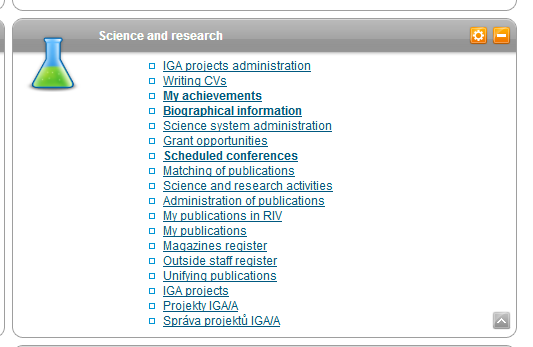 Science and research
IGA projects administration
Writing CVs
My achievements
Biographical information
Science system administration
Grant opportunities
Scheduled conferences
Matching of publications
Science and research activities
Administration of publications
My publications in RIV
My publications
Magazines register
Outside staff register
Unifying publications
IGA projects
Projekty IGA/A
Správa projektů IGA/A